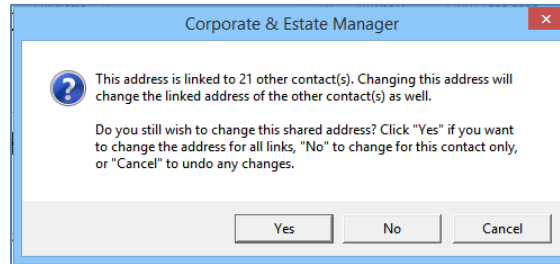 Corporate & Estate Manager
x
?
This address is linked to 21 other contact(s). Changing this address will
change the linked address of the other contact(s) as well.
Do you still wish to change this shared address? Click "Yes" if you want
to change the address for all links, "No" to change for this contact only,
or "Cancel" to undo any changes.
Yes No Cancel